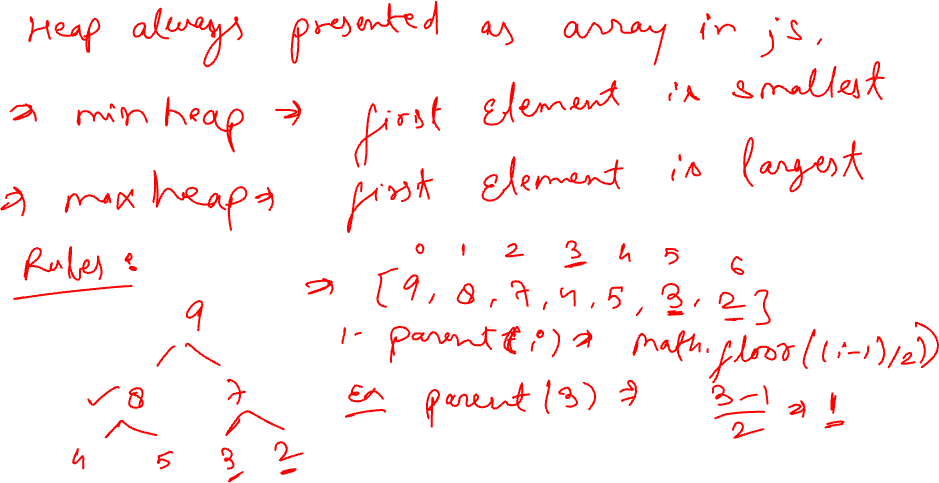 Heap always presented as array in js.
⇒ min heap → first element is smallest
⇒ max heap ⇒ first element is largest
Rules :
0 1 2 3 4 5 6
⇒ [9, 8, 7, 4, 5, 3, 2]
9
8 7
4 5 3 2
1- parent(i) ⇒ math.floor((i-1)/2))
Ex parent(3) ⇒ 3-1/2 ⇒ 1